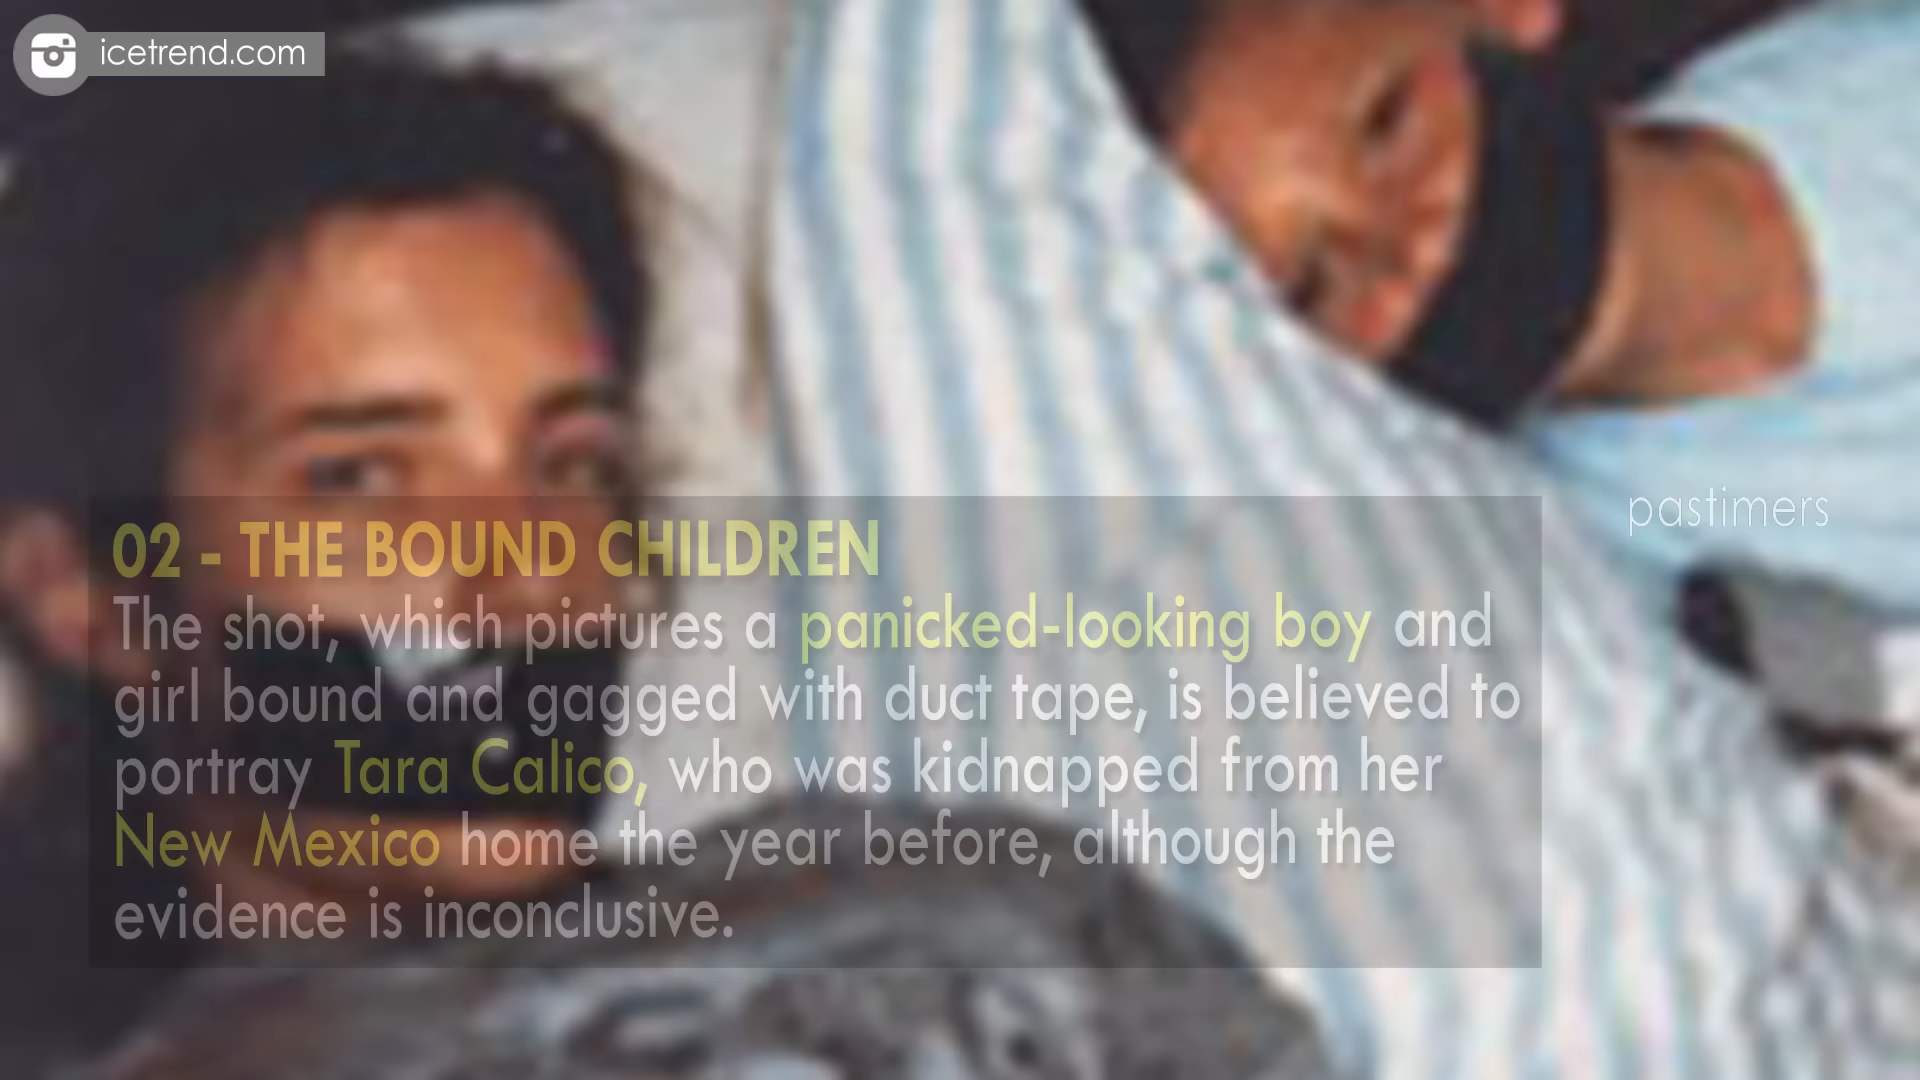 icetrend.com
02 - THE BOUND CHILDREN
The shot, which pictures a panicked-looking boy and
girl bound and gagged with duct tape, is believed to
portray Tara Calico, who was kidnapped from her
New Mexico home the year before, although the
evidence is inconclusive.
pastimers